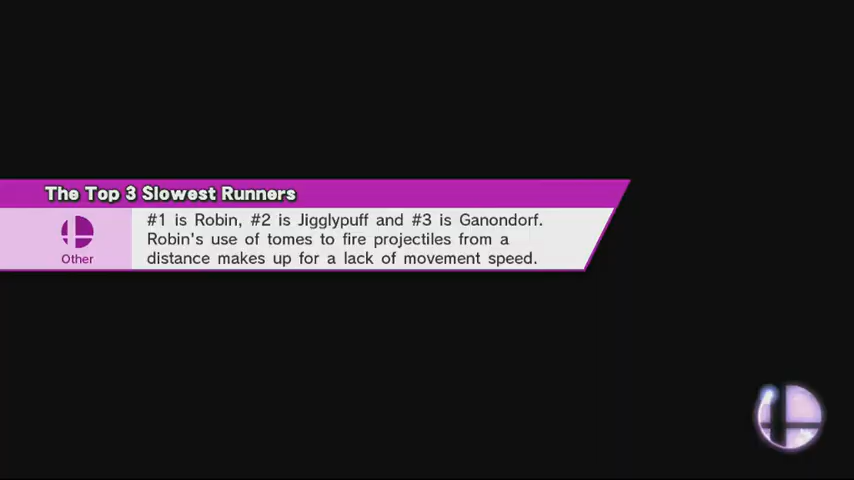 The Top 3 Slowest Runners
#1 is Robin, #2 is Jigglypuff and #3 is Ganondorf.
Robin's use of tomes to fire projectiles from a
distance makes up for a lack of movement speed.
Other